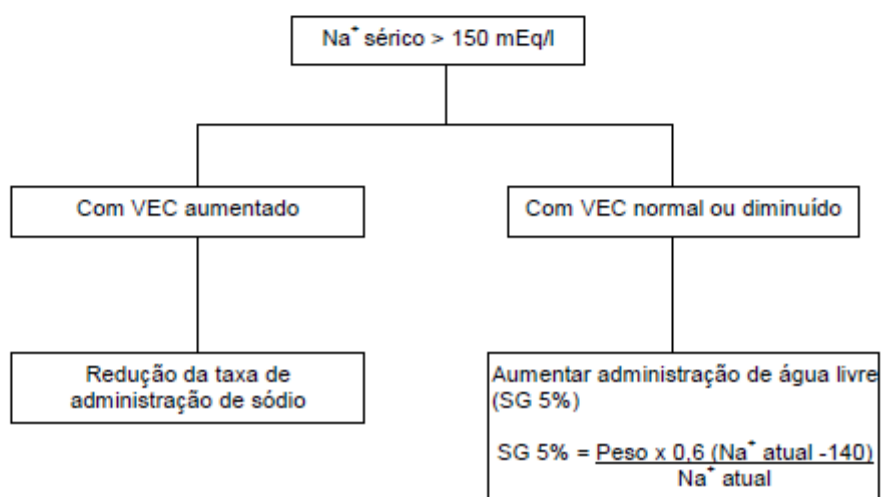 Na⁺ sérico > 150 mEq/l
Com VEC aumentado
Com VEC normal ou diminuído
Redução da taxa de
administração de sódio
Aumentar administração de água livre
(SG 5%)
SG 5% = Peso x 0,6 (Na⁺ atual -140)
Na⁺ atual